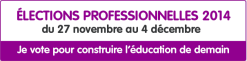 ÉLECTIONS PROFESSIONNELLES 2014
du 27 novembre au 4 décembre
Je vote pour construire l'éducation de demain